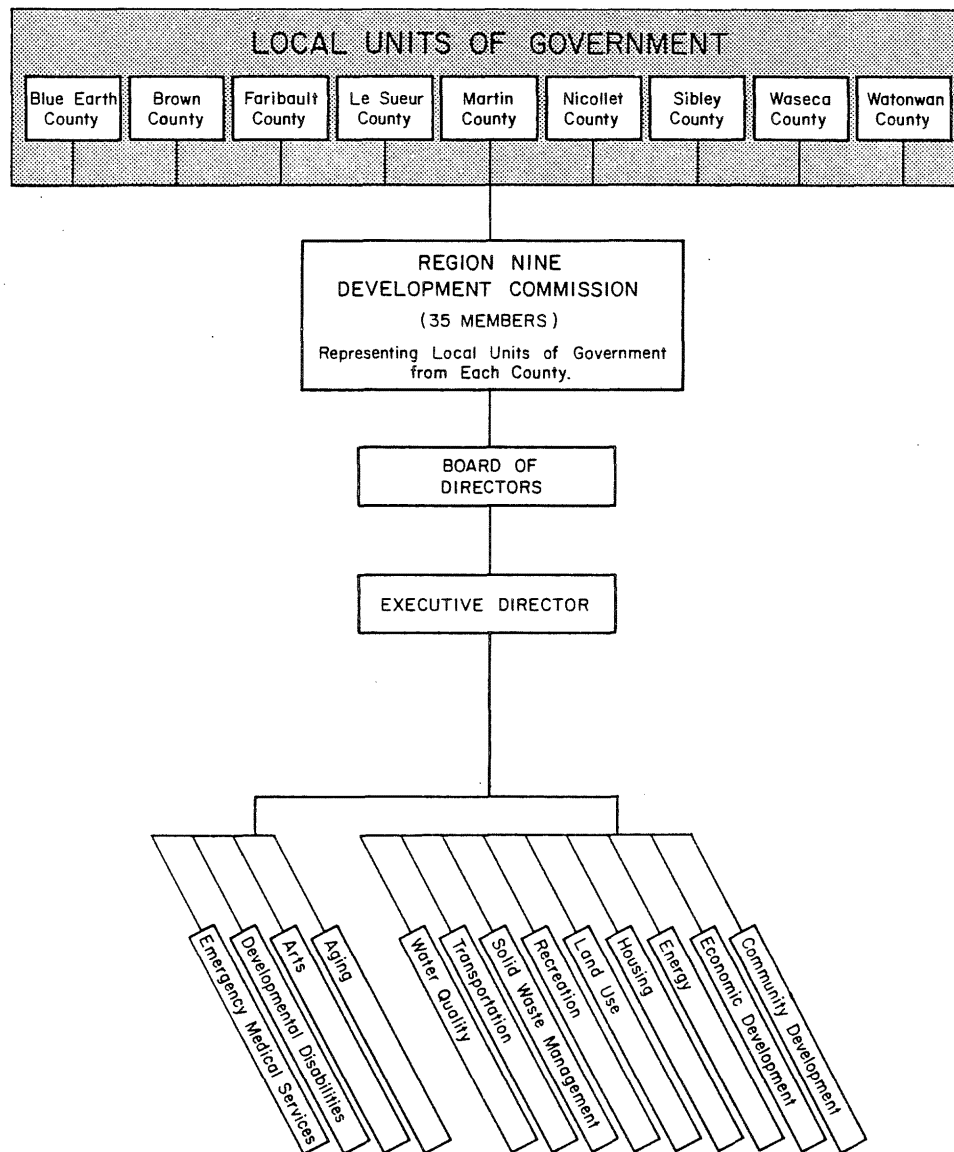 LOCAL UNITS OF GOVERNMENT
Blue Earth
County
Brown
County
Faribault
County
Le Sueur
County
Martin
County
Nicollet
County
Sibley
County
Waseca
County
Watonwan
County
REGION NINE
DEVELOPMENT COMMISSION
(35 MEMBERS)
Representing Local Units of Government
from Each County.
BOARD OF
DIRECTORS
EXECUTIVE DIRECTOR
Emergency Medical Services
Developmental Disabilities
Arts
Aging
Water Quality
Transportation
Solid Waste Management
Recreation
Land Use
Housing
Energy
Economic Development
Community Development